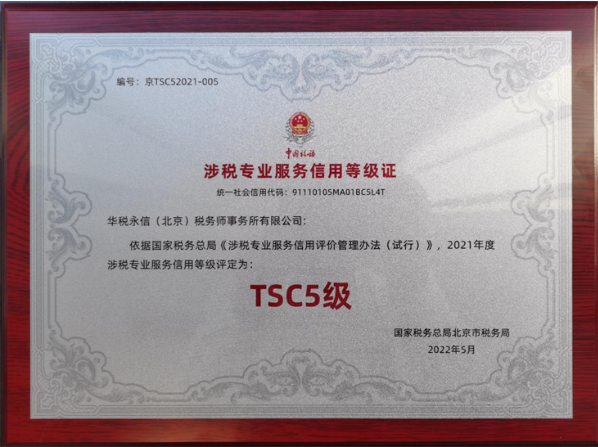 编号：京TSC52021-005
中国税务
涉税专业服务信用等级证
统一社会信用代码：91110105MA01BC5L4T
华税永信（北京）税务师事务所有限公司：
依据国家税务总局《涉税专业服务信用评价管理办法（试行）》，2021年度
涉税专业服务信用等级评定为：
TSC5级
国家税务总局北京市税务局
2022年5月